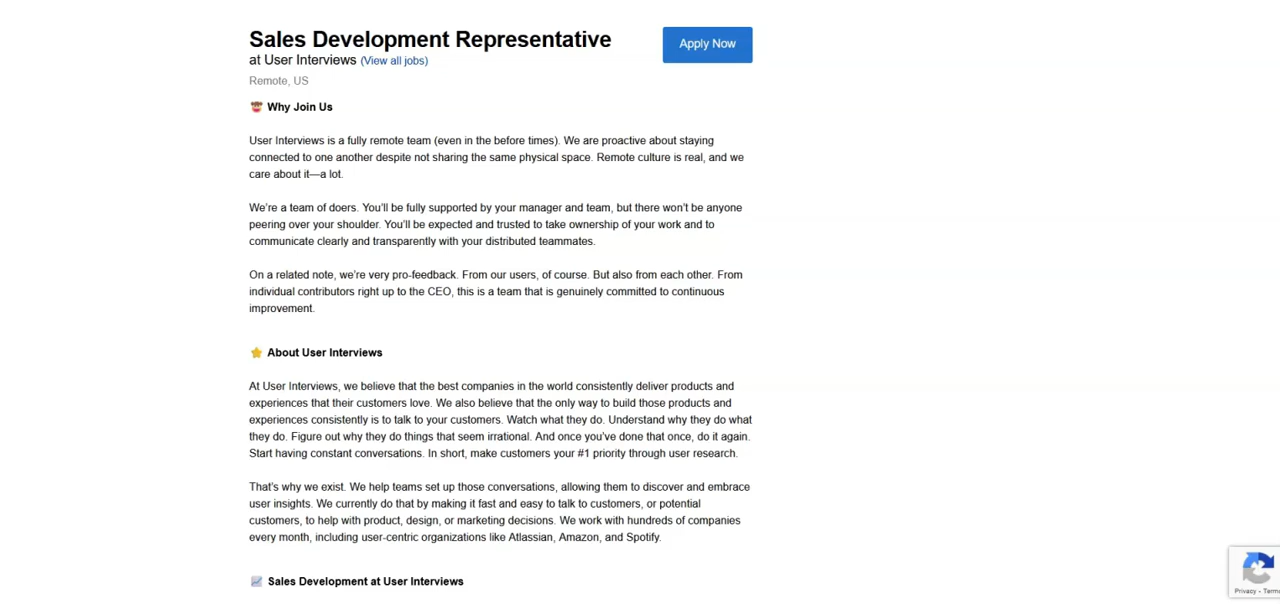 Sales Development Representative
Apply Now
at User Interviews (View all jobs)
Remote, US
Why Join Us
User Interviews is a fully remote team (even in the before times). We are proactive about staying
connected to one another despite not sharing the same physical space. Remote culture is real, and we
care about it—a lot.
We’re a team of doers. You’ll be fully supported by your manager and team, but there won’t be anyone
peering over your shoulder. You’ll be expected and trusted to take ownership of your work and to
communicate clearly and transparently with your distributed teammates.
On a related note, we’re very pro-feedback. From our users, of course. But also from each other. From
individual contributors right up to the CEO, this is a team that is genuinely committed to continuous
improvement.
About User Interviews
At User Interviews, we believe that the best companies in the world consistently deliver products and
experiences that their customers love. We also believe that the only way to build those products and
experiences consistently is to talk to your customers. Watch what they do. Understand why they do what
they do. Figure out why they do things that seem irrational. And once you’ve done that once, do it again.
Start having constant conversations. In short, make customers your #1 priority through user research.
That’s why we exist. We help teams set up those conversations, allowing them to discover and embrace
user insights. We currently do that by making it fast and easy to talk to customers, or potential
customers, to help with product, design, or marketing decisions. We work with hundreds of companies
every month, including user-centric organizations like Atlassian, Amazon, and Spotify.
Sales Development at User Interviews
Privacy - Terms